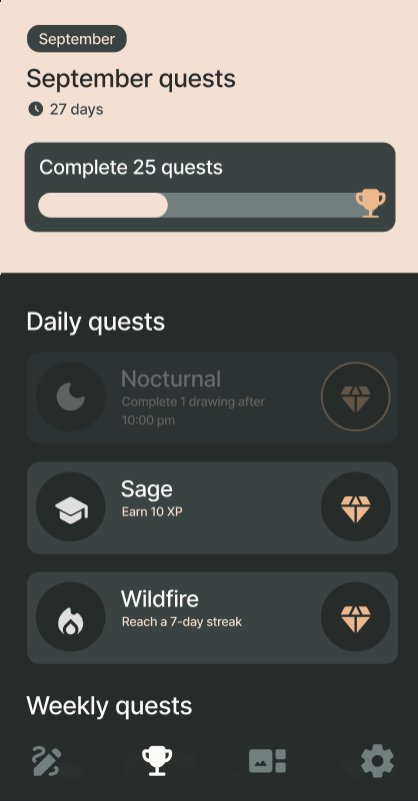 September
September quests
27 days
Complete 25 quests
Daily quests
Nocturnal
Complete 1 drawing after
10:00 pm
Sage
Earn 10 XP
Wildfire
Reach a 7-day streak
Weekly quests